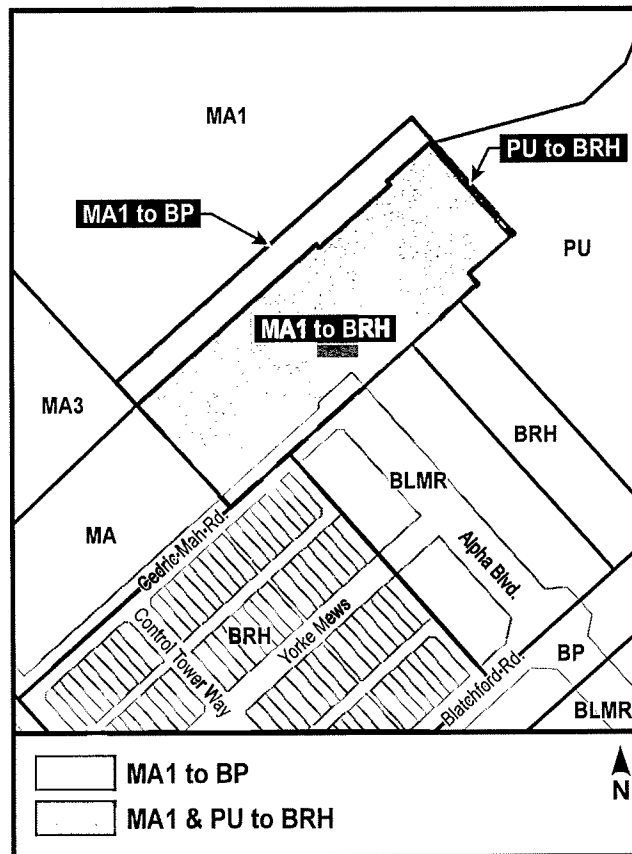 MA1
PU to BRH
MA1 to BP
PU
MA1 to BRH
MA3
BRH
BLMR
MA
Cedric Mah Rd.
Alpha Blvd.
Control Tower Way
BRH
Yorke Mews
BP
Blatchford Rd.
BLMR
MA1 to BP
N
MA1 & PU to BRH